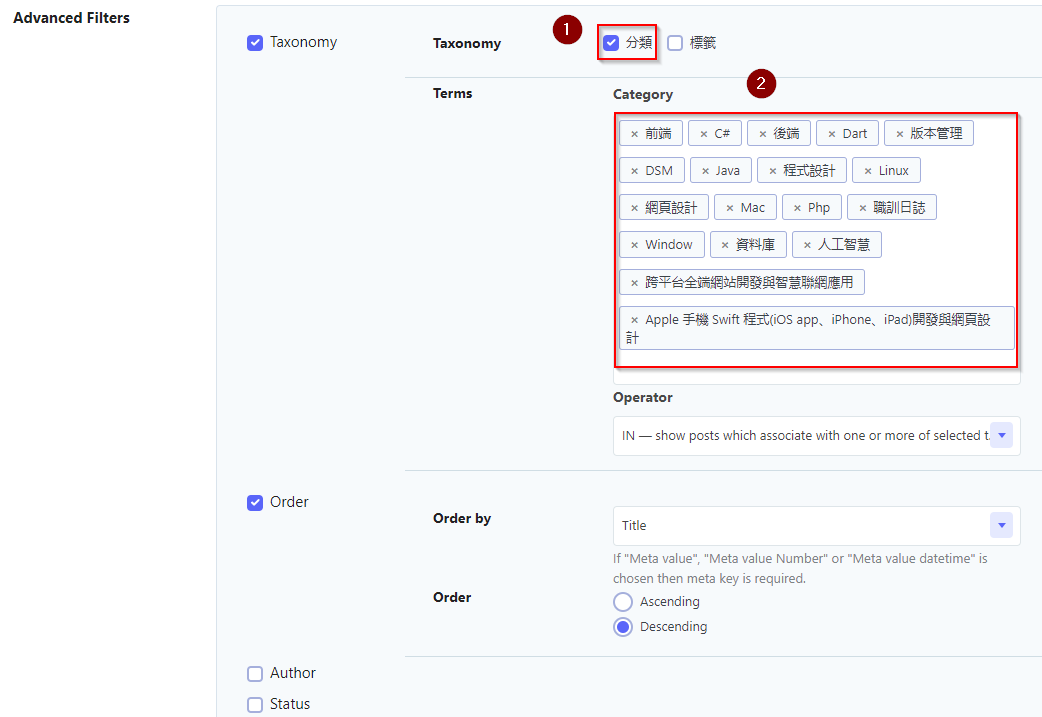 Advanced Filters
Taxonomy
Taxonomy
1
分類
標籤
2
Terms
Category
× 前端 × C# × 後端 × Dart × 版本管理
× DSM × Java × 程式設計 × Linux
× 網頁設計 × Mac × Php × 職訓日誌
× Window × 資料庫 × 人工智慧
× 跨平台全端網站開發與智慧聯網應用
× Apple 手機 Swift 程式(iOS app、iPhone、iPad)開發與網頁設
計
Operator
IN — show posts which associate with one or more of selected t.
Order
Order by
Title
If "Meta value", "Meta value Number" or "Meta value datetime" is
chosen then meta key is required.
Order
Ascending
Descending
Author
Status